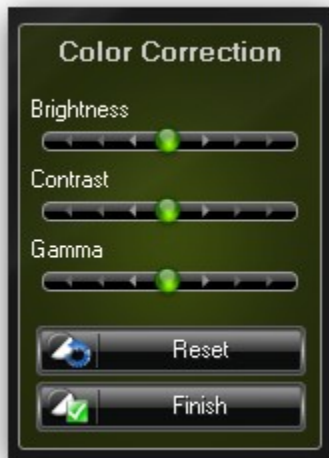 Color Correction
Brightness
Contrast
Gamma
Reset
Finish